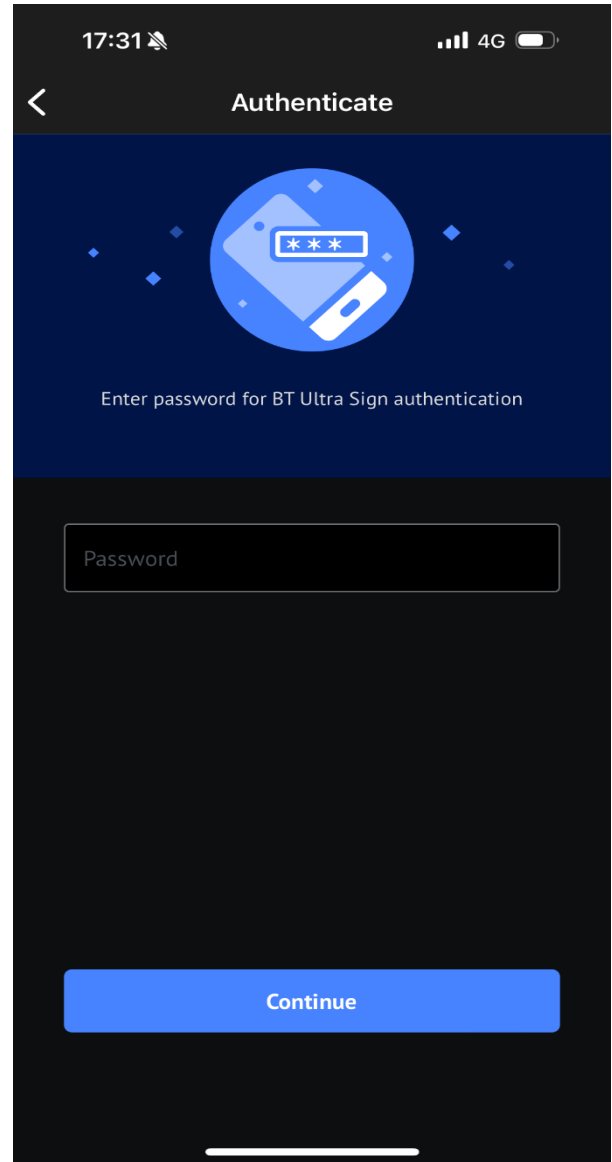 17:31 4G
Authenticate
***
Enter password for BT Ultra Sign authentication
Password
Continue